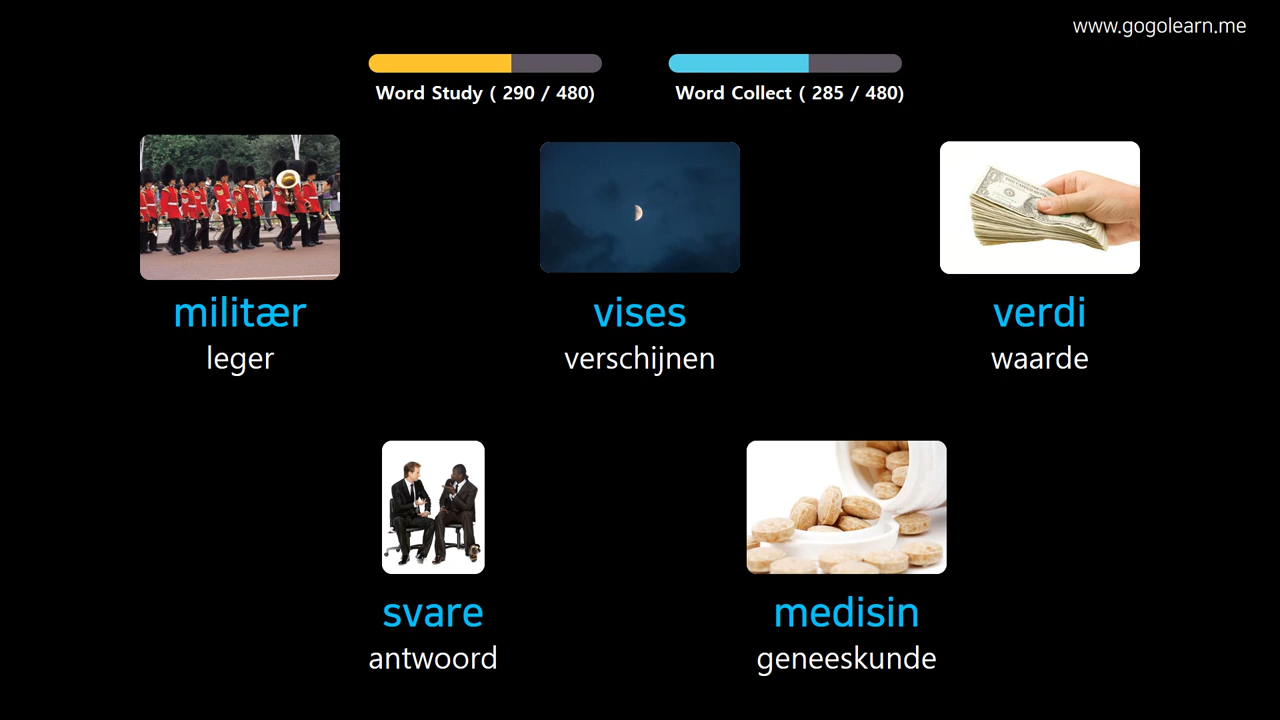 www.gogolearn.me
Word Study ( 290 / 480)
Word Collect ( 285 / 480)
militær
leger
vises
verschijnen
verdi
waarde
svare
antwoord
medisin
geneeskunde